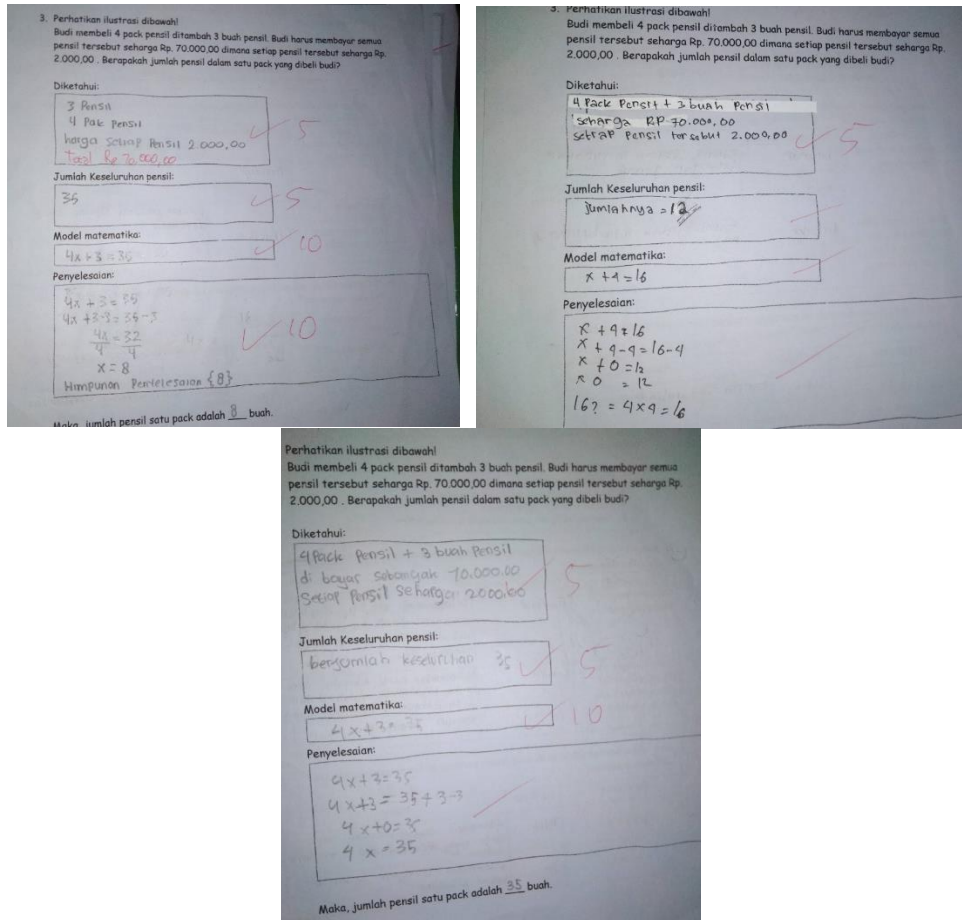 3. Perhatikan ilustrasi dibawah!
Budi membeli 4 pack pensil ditambah 3 buah pensil. Budi harus membayar semua
pensil tersebut seharga Rp. 70.000,00 dimana setiap pensil tersebut seharga Rp.
2.000,00 . Berapakah jumlah pensil dalam satu pack yang dibeli budi?
Diketahui:
3 Pensil
4 Pak Pensil
harga Setiap Pensil 2.000,00
Total Rp 70.000,00
5
Jumlah Keseluruhan pensil:
35
5
Model matematika:
4x + 3 = 35
10
Penyelesaian:
4x + 3 = 35
4x + 3-3 = 35 - 3
4x = 32
4 4
x = 8
Himpunan Penyelesaian {8}
10
Maka, jumlah pensil satu pack adalah 8 buah.
3. Perhatikan ilustrasi dibawah!
Budi membeli 4 pack pensil ditambah 3 buah pensil. Budi harus membayar semua
pensil tersebut seharga Rp. 70.000,00 dimana setiap pensil tersebut seharga Rp.
2.000,00 . Berapakah jumlah pensil dalam satu pack yang dibeli budi?
Diketahui:
4 Pack Pensil + 3 buah Pensil
seharga RP 70.000,00
setiap Pensil tersebut 2.000,00
5
Jumlah Keseluruhan pensil:
jumlahnya = 12
Model matematika:
x + 4 = 16
Penyelesaian:
x + 4 = 16
x + 4 - 4 = 16 - 4
x + 0 = 12
x 0 = 12
16? = 4 x 4 = 16
Perhatikan ilustrasi dibawah!
Budi membeli 4 pack pensil ditambah 3 buah pensil. Budi harus membayar semua
pensil tersebut seharga Rp. 70.000,00 dimana setiap pensil tersebut seharga Rp.
2.000,00 . Berapakah jumlah pensil dalam satu pack yang dibeli budi?
Diketahui:
4 Pack Pensil + 3 buah Pensil
di bayar 70.000.00
Setiap Pensil seharga 2000.00
5
Jumlah Keseluruhan pensil:
berjumlah keseluruhan 35
5
Model matematika:
4x + 3 = 35
10
Penyelesaian:
4x + 3 = 35
4x + 3 = 35 + 3 - 3
4x + 0 = 35
4 x = 35
Maka, jumlah pensil satu pack adalah 35 buah.